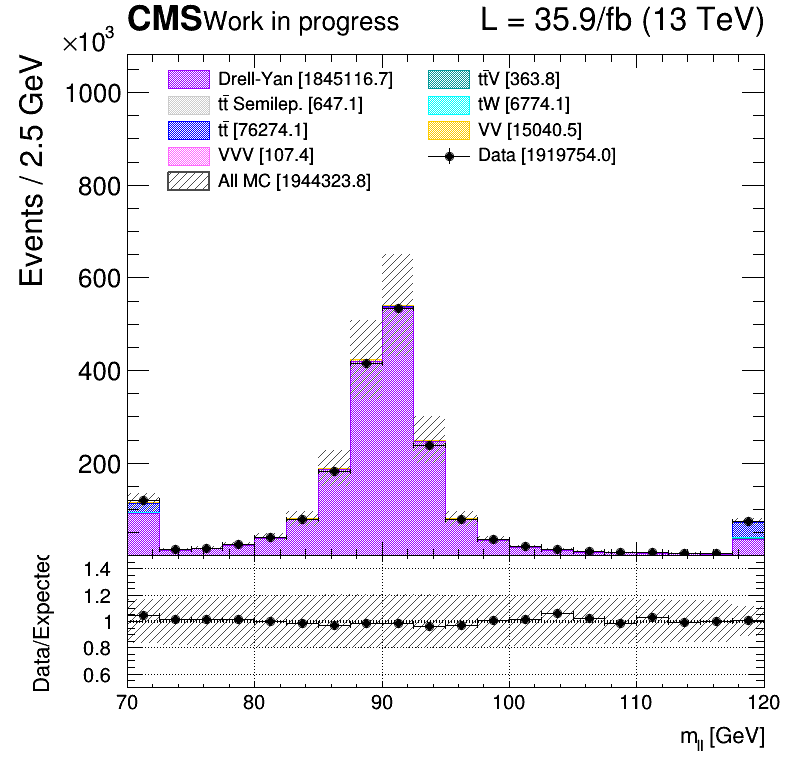 CMS Work in progress L = 35.9/fb (13 TeV)
×10³
Events / 2.5 GeV
1000
800
600
400
200
Drell-Yan [1845116.7]
tt̄ Semilep. [647.1]
tt̄ [76274.1]
VVV [107.4]
All MC [1944323.8]
tt̄V [363.8]
tW [6774.1]
VV [15040.5]
Data [1919754.0]
Data/Expected
1.4
1.2
1
0.8
0.6
70 80 90 100 110 120
m_ll [GeV]